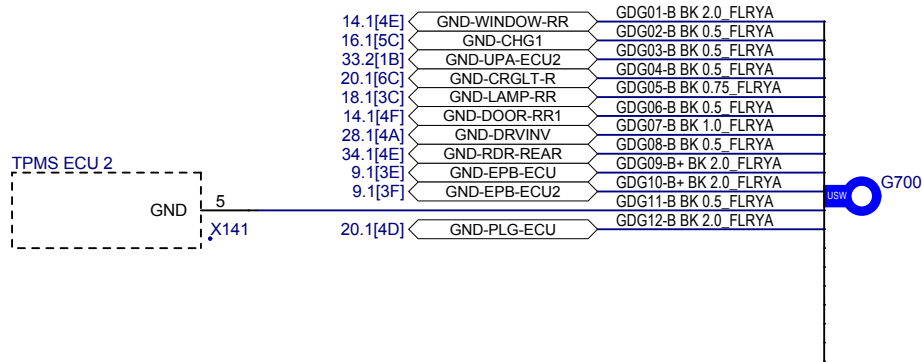 14.1[4E] GND-WINDOW-RR GDG01-B BK 2.0_FLRYA
16.1[5C] GND-CHG1 GDG02-B BK 0.5_FLRYA
33.2[1B] GND-UPA-ECU2 GDG03-B BK 0.5_FLRYA
20.1[6C] GND-CRGLT-R GDG04-B BK 0.5_FLRYA
18.1[3C] GND-LAMP-RR GDG05-B BK 0.75_FLRYA
14.1[4F] GND-DOOR-RR1 GDG06-B BK 0.5_FLRYA
28.1[4A] GND-DRVINV GDG07-B BK 1.0_FLRYA
34.1[4E] GND-RDR-REAR GDG08-B BK 0.5_FLRYA
TPMS ECU 2
9.1[3E] GND-EPB-ECU GDG09-B+ BK 2.0_FLRYA
9.1[3F] GND-EPB-ECU2 GDG10-B+ BK 2.0_FLRYA
USW G700
GND 5 GDG11-B BK 0.5_FLRYA
X141
20.1[4D] GND-PLG-ECU GDG12-B BK 2.0_FLRYA